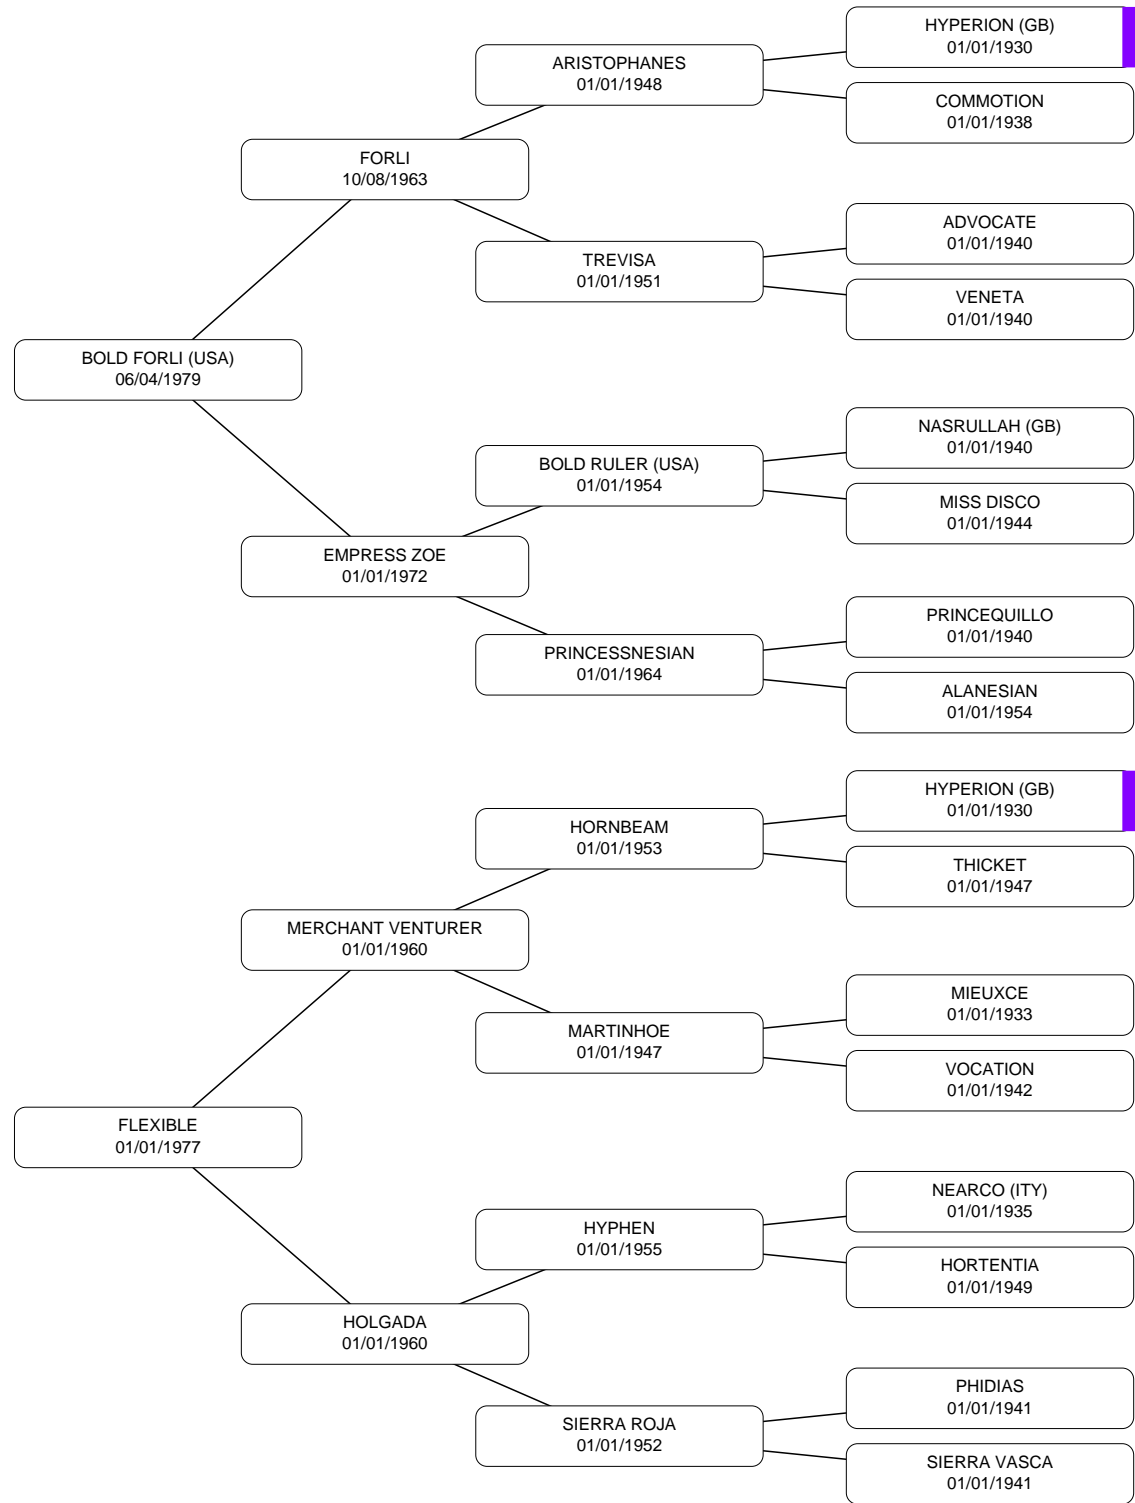 HYPERION (GB)
01/01/1930
ARISTOPHANES
01/01/1948
COMMOTION
01/01/1938
FORLI
10/08/1963
ADVOCATE
01/01/1940
TREVISA
01/01/1951
VENETA
01/01/1940
BOLD FORLI (USA)
06/04/1979
NASRULLAH (GB)
01/01/1940
BOLD RULER (USA)
01/01/1954
MISS DISCO
01/01/1944
EMPRESS ZOE
01/01/1972
PRINCEQUILLO
01/01/1940
PRINCESSNESIAN
01/01/1964
ALANESIAN
01/01/1954
HYPERION (GB)
01/01/1930
HORNBEAM
01/01/1953
THICKET
01/01/1947
MERCHANT VENTURER
01/01/1960
MIEUXCE
01/01/1933
MARTINHOE
01/01/1947
VOCATION
01/01/1942
FLEXIBLE
01/01/1977
NEARCO (ITY)
01/01/1935
HYPHEN
01/01/1955
HORTENTIA
01/01/1949
HOLGADA
01/01/1960
PHIDIAS
01/01/1941
SIERRA ROJA
01/01/1952
SIERRA VASCA
01/01/1941